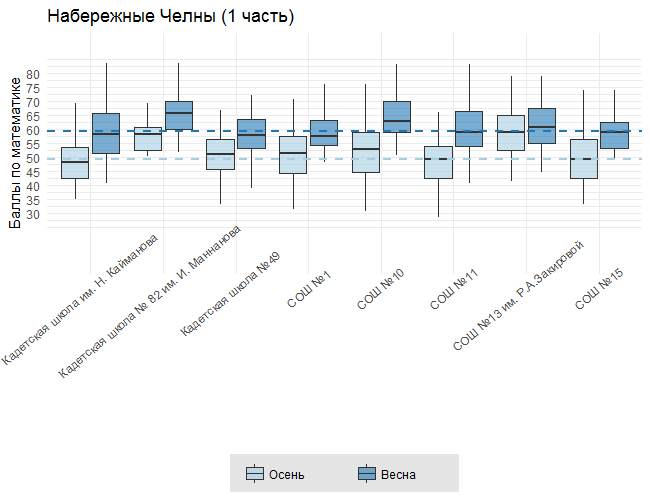 Набережные Челны (1 часть)
Баллы по математике
80
75
70
65
60
55
50
45
40
35
30
Кадетская школа им. Н. Кайманова
Кадетская школа № 82 им. И. Маннанова
Кадетская школа №49
СОШ №1
СОШ №10
СОШ №11
СОШ №13 им. Р.А.Закировой
СОШ №15
Осень
Весна